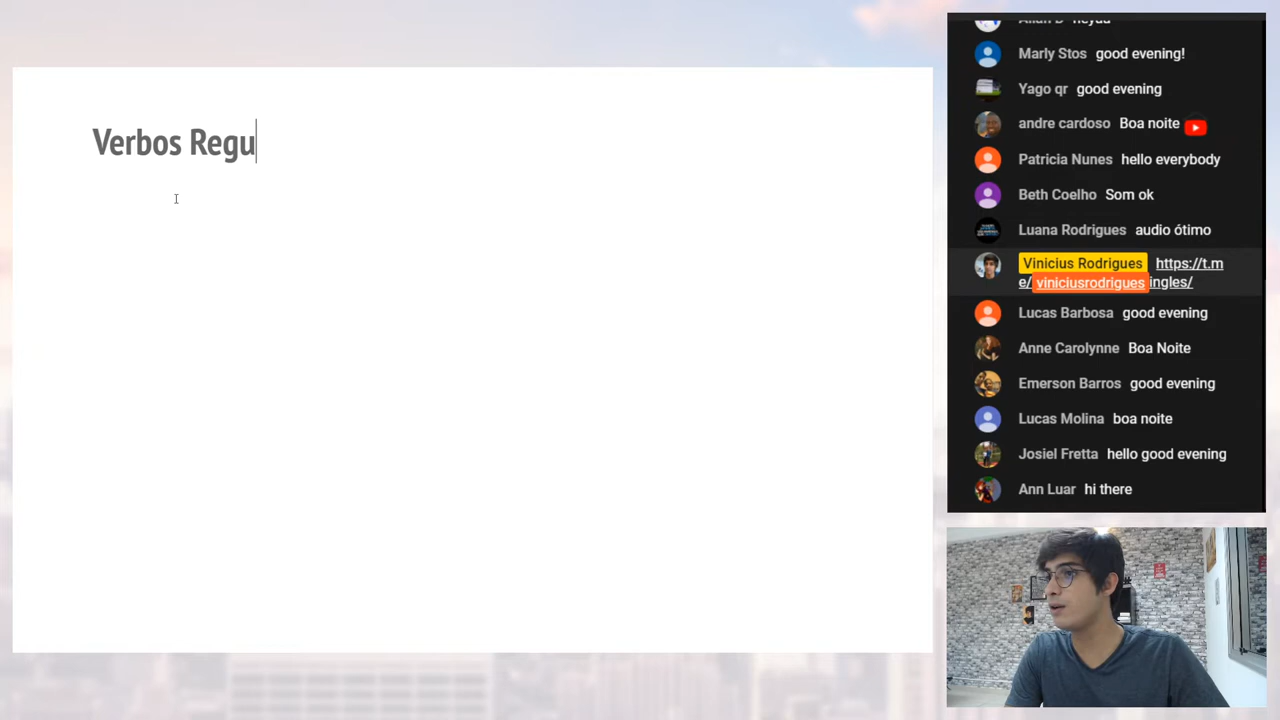 Verbos Regu
Marly Stos good evening!
Yago qr good evening
andre cardoso Boa noite
Patricia Nunes hello everybody
Beth Coelho Som ok
Luana Rodrigues audio ótimo
Vinicius Rodrigues https://t.m
e/viniciusrodriguesingles/
Lucas Barbosa good evening
Anne Carolynne Boa Noite
Emerson Barros good evening
Lucas Molina boa noite
Josiel Fretta hello good evening
Ann Luar hi there